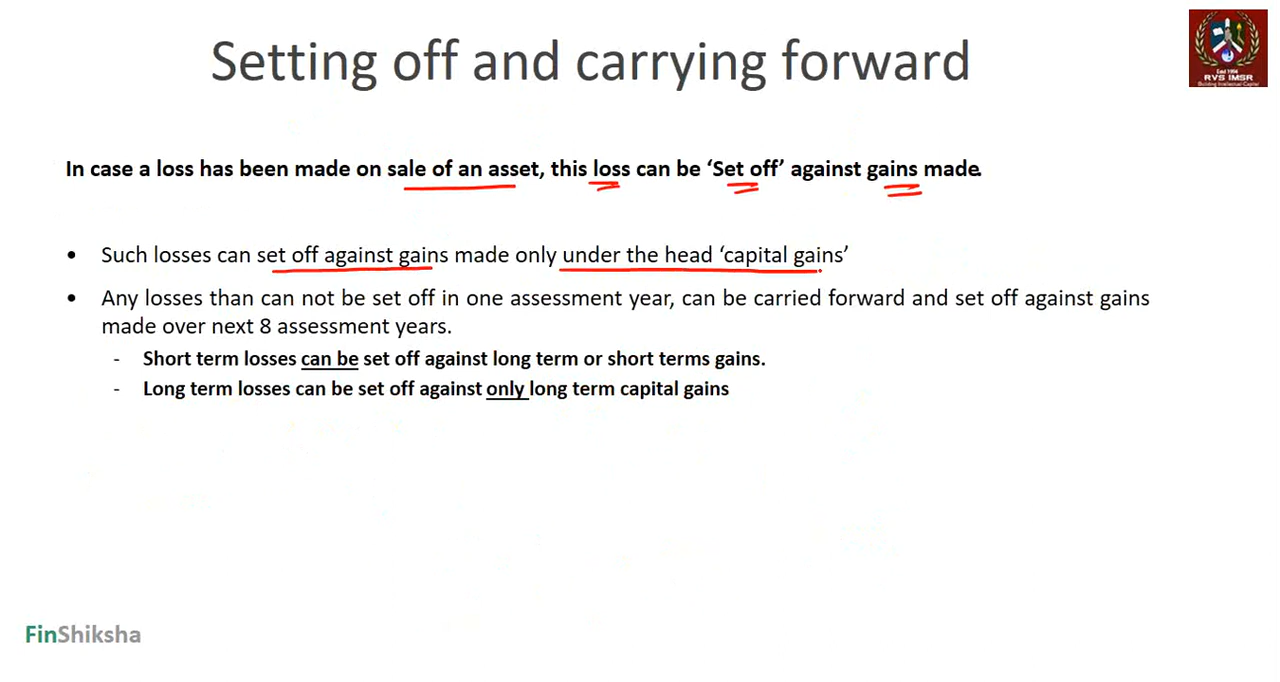 Setting off and carrying forward
Estd 1994
RVS IMSR
Building Intellectual Capital
In case a loss has been made on sale of an asset, this loss can be ‘Set off’ against gains made.
• Such losses can set off against gains made only under the head ‘capital gains’
• Any losses than can not be set off in one assessment year, can be carried forward and set off against gains
made over next 8 assessment years.
- Short term losses can be set off against long term or short terms gains.
- Long term losses can be set off against only long term capital gains
FinShiksha